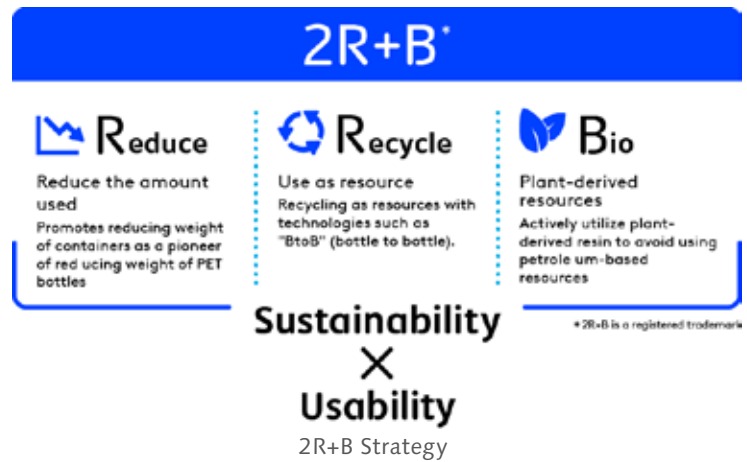 2R+B*
Reduce
Reduce the amount
used
Promotes reducing weight
of containers as a pioneer
of red ucing weight of PET
bottles
Recycle
Use as resource
Recycling as resources with
technologies such as
"BtoB" (bottle to bottle).
Bio
Plant-derived
resources
Actively utilize plant-
derived resin to avoid using
petrole um-based
resources
Sustainability
×
Usability
*2R+B is a registered trademark
2R+B Strategy